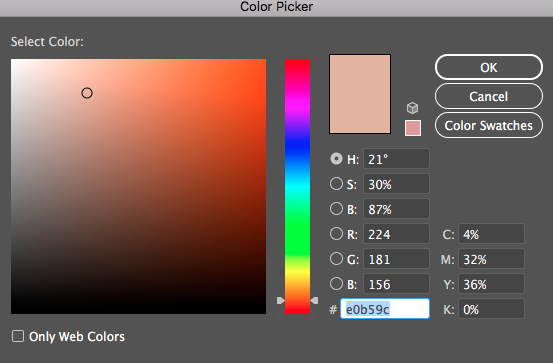 Color Picker
Select Color:
OK
Cancel
Color Swatches
H: 21°
S: 30%
B: 87%
R: 224 C: 4%
G: 181 M: 32%
B: 156 Y: 36%
# e0b59c K: 0%
Only Web Colors